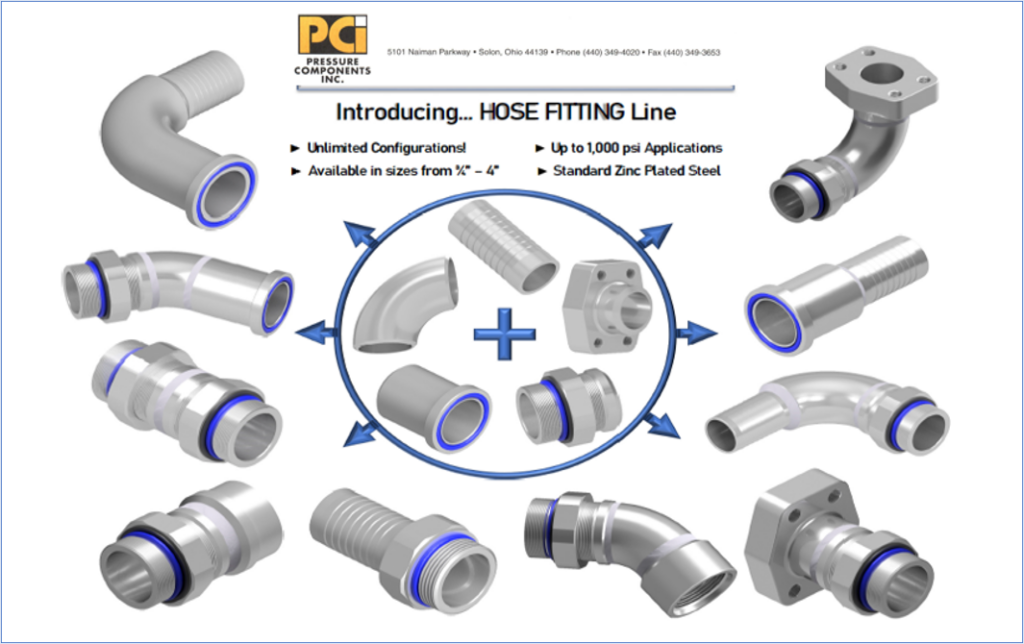 PCi
PRESSURE
COMPONENTS
INC.
5101 Naiman Parkway • Solon, Ohio 44139 • Phone (440) 349-4020 • Fax (440) 349-3653
Introducing... HOSE FITTING Line
► Unlimited Configurations!
► Up to 1,000 psi Applications
► Available in sizes from ¾" – 4"
► Standard Zinc Plated Steel